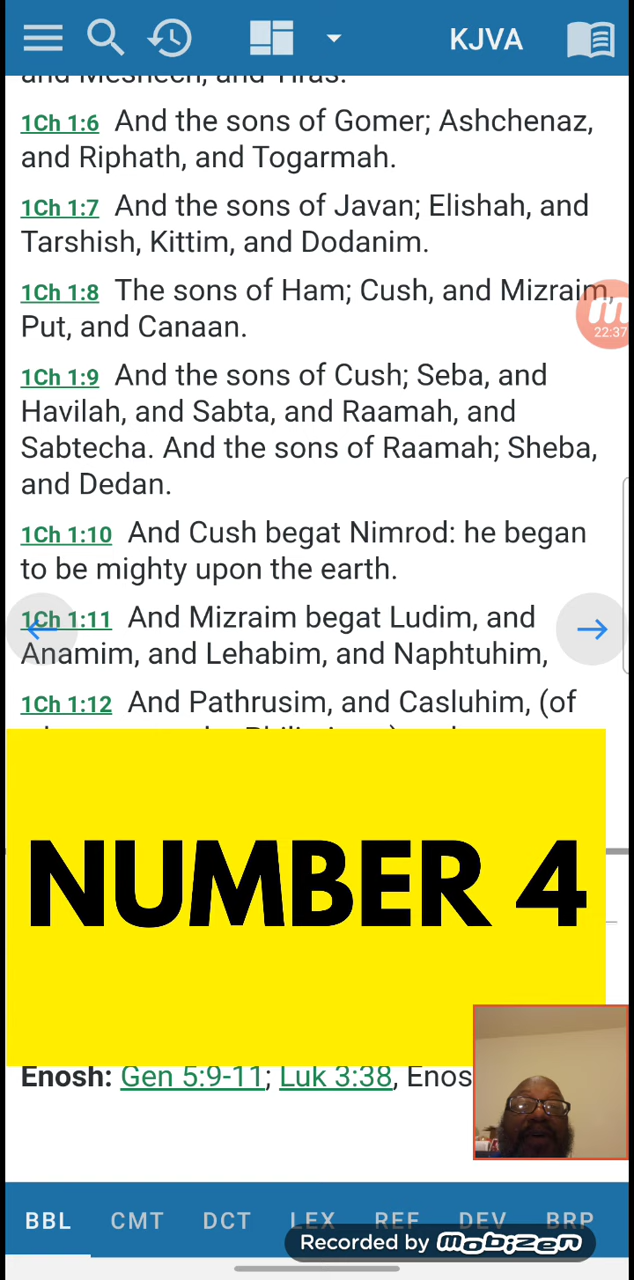 KJVA
and Meshech, and Tiras.
1Ch 1:6 And the sons of Gomer; Ashchenaz,
and Riphath, and Togarmah.
1Ch 1:7 And the sons of Javan; Elishah, and
Tarshish, Kittim, and Dodanim.
1Ch 1:8 The sons of Ham; Cush, and Mizraim,
Put, and Canaan.
22:37
1Ch 1:9 And the sons of Cush; Seba, and
Havilah, and Sabta, and Raamah, and
Sabtecha. And the sons of Raamah; Sheba,
and Dedan.
1Ch 1:10 And Cush begat Nimrod: he began
to be mighty upon the earth.
1Ch 1:11 And Mizraim begat Ludim, and
Anamim, and Lehabim, and Naphtuhim,
1Ch 1:12 And Pathrusim, and Casluhim, (of
NUMBER 4
Enosh: Gen 5:9-11; Luk 3:38, Enos
BBL CMT DCT LEX REF DEV BRP
Recorded by mobizen